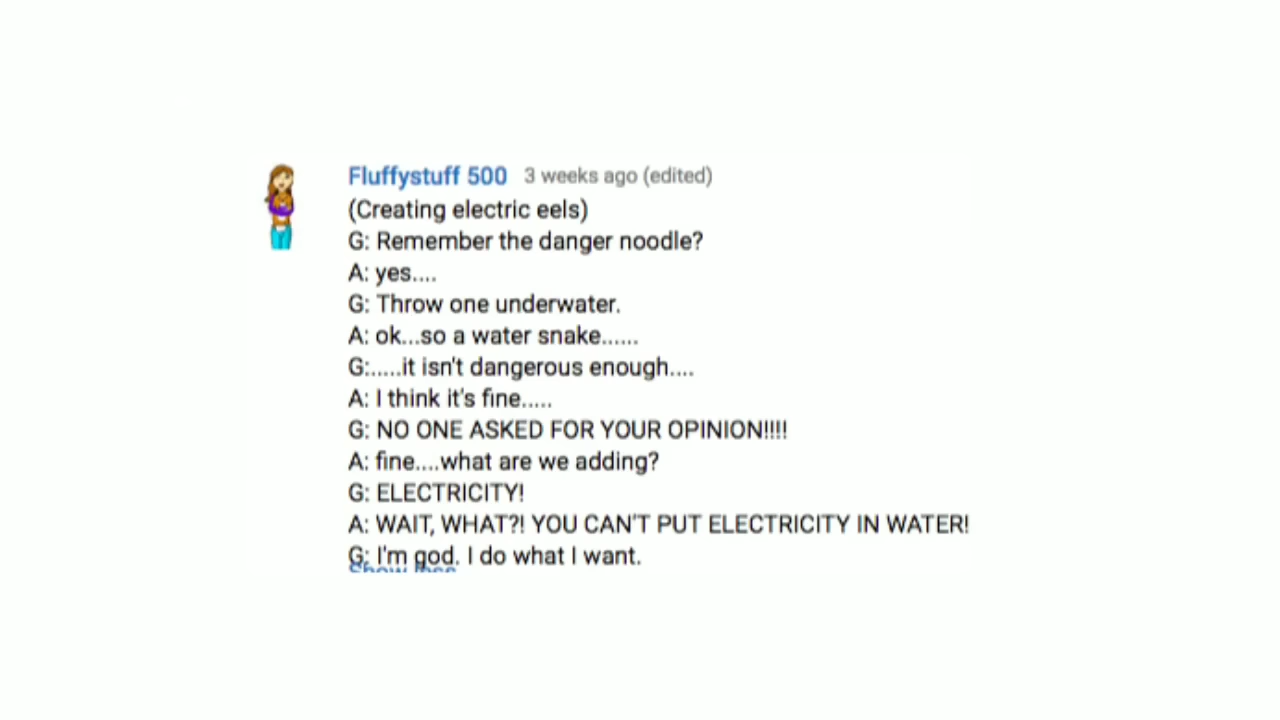 Fluffystuff 500 3 weeks ago (edited)
(Creating electric eels)
G: Remember the danger noodle?
A: yes....
G: Throw one underwater.
A: ok...so a water snake......
G:.....it isn't dangerous enough....
A: I think it's fine.....
G: NO ONE ASKED FOR YOUR OPINION!!!!
A: fine....what are we adding?
G: ELECTRICITY!
A: WAIT, WHAT?! YOU CAN'T PUT ELECTRICITY IN WATER!
G: I'm god. I do what I want.
Show less